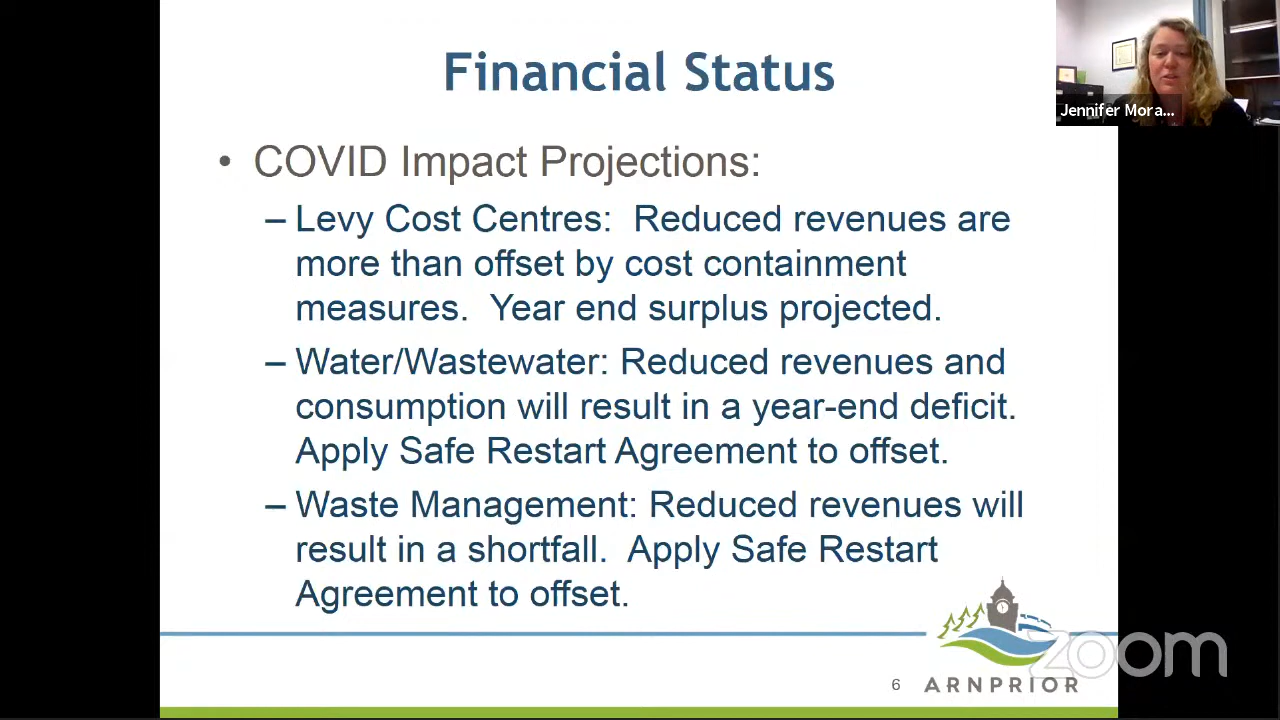 Financial Status
Jennifer Mora...
• COVID Impact Projections:
– Levy Cost Centres: Reduced revenues are
more than offset by cost containment
measures. Year end surplus projected.
– Water/Wastewater: Reduced revenues and
consumption will result in a year-end deficit.
Apply Safe Restart Agreement to offset.
– Waste Management: Reduced revenues will
result in a shortfall. Apply Safe Restart
Agreement to offset.
zoom
6
ARNPRIOR